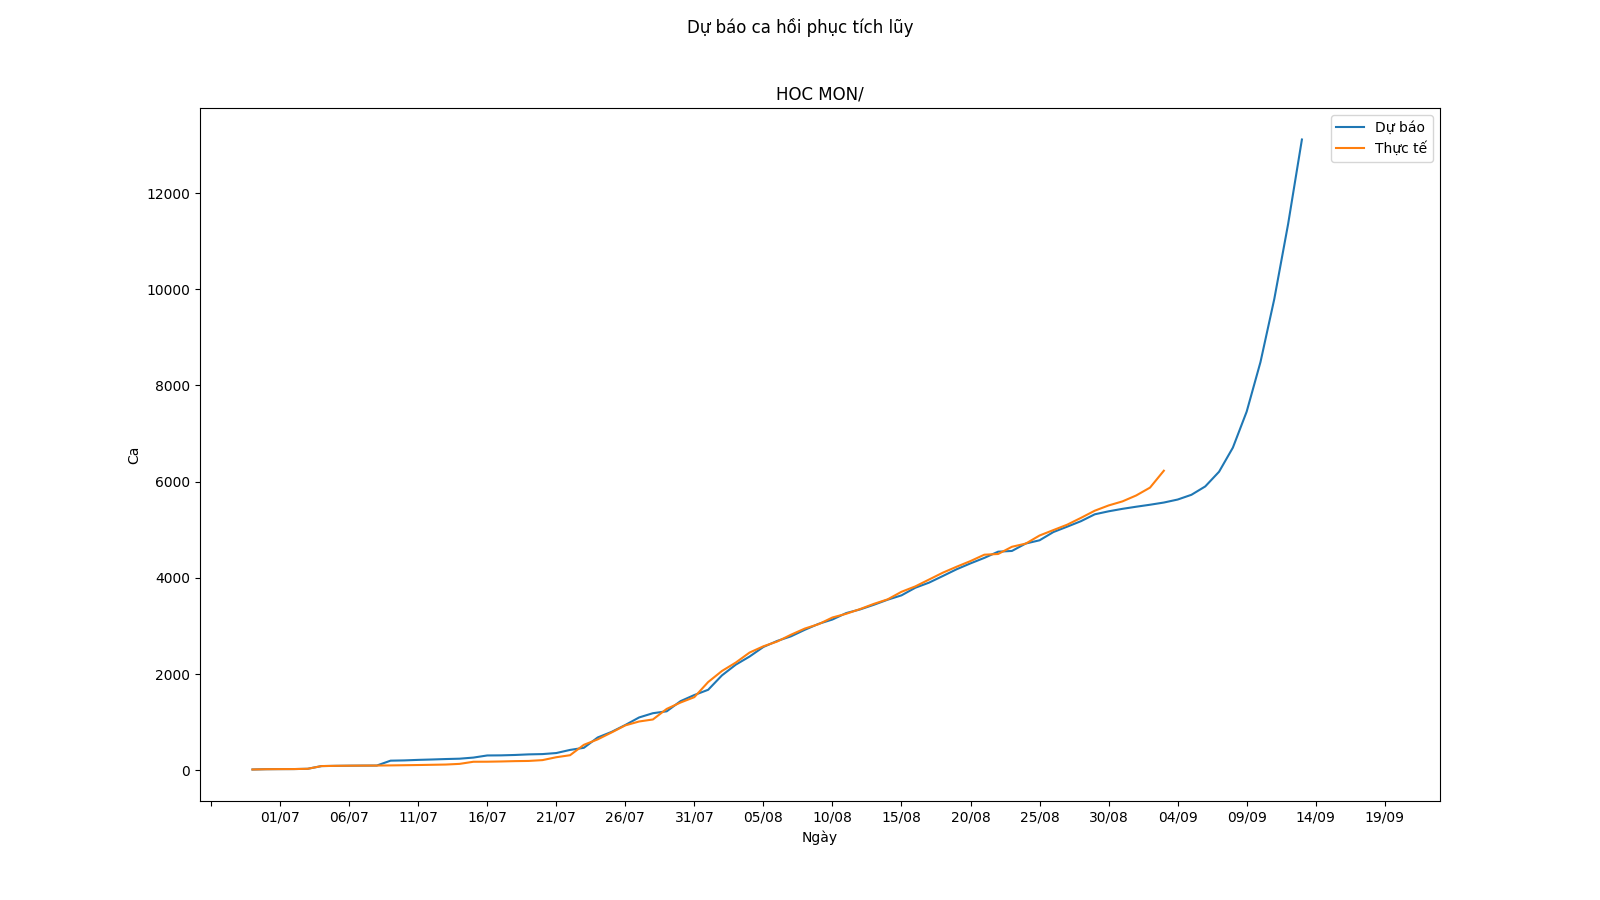 Dự báo ca hồi phục tích lũy
HOC MON/
Dự báo
Thực tế
12000
10000
8000
6000
4000
2000
0
Ca
01/07 06/07 11/07 16/07 21/07 26/07 31/07 05/08 10/08 15/08 20/08 25/08 30/08 04/09 09/09 14/09 19/09
Ngày